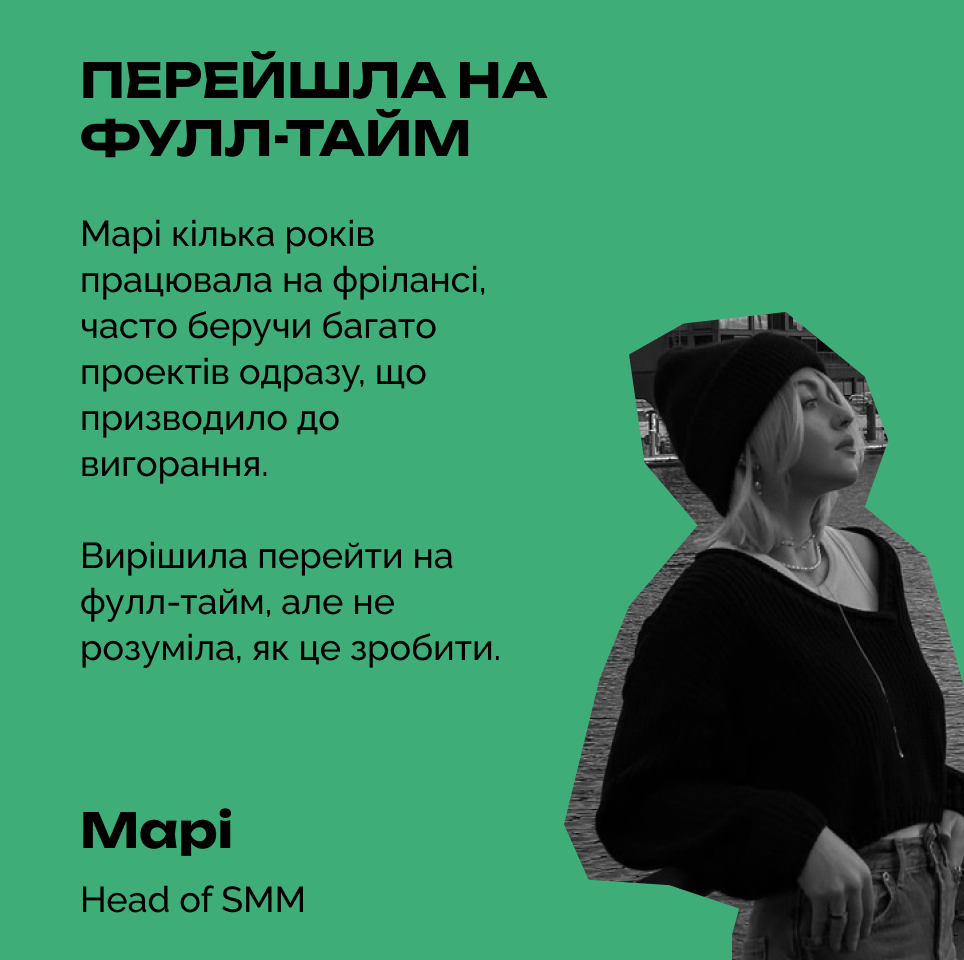 ПЕРЕЙШЛА НА
ФУЛЛ-ТАЙМ
Марі кілька років
працювала на фрілансі,
часто беручи багато
проектів одразу, що
призводило до
вигорання.
Вирішила перейти на
фулл-тайм, але не
розуміла, як це зробити.
Марі
Head of SMM